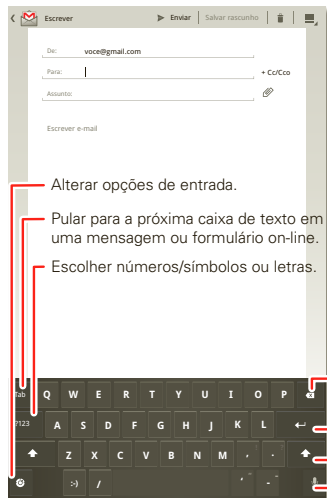 Escrever Enviar Salvar rascunho
De: voce@gmail.com
Para: + Cc/Cco
Assunto:
Escrever e-mail
Alterar opções de entrada.
Pular para a próxima caixa de texto em
uma mensagem ou formulário on-line.
Escolher números/símbolos ou letras.
Tab Q W E R T Y U I O P
?123 A S D F G H J K L
Z X C V B N M , .
:-) / ' -